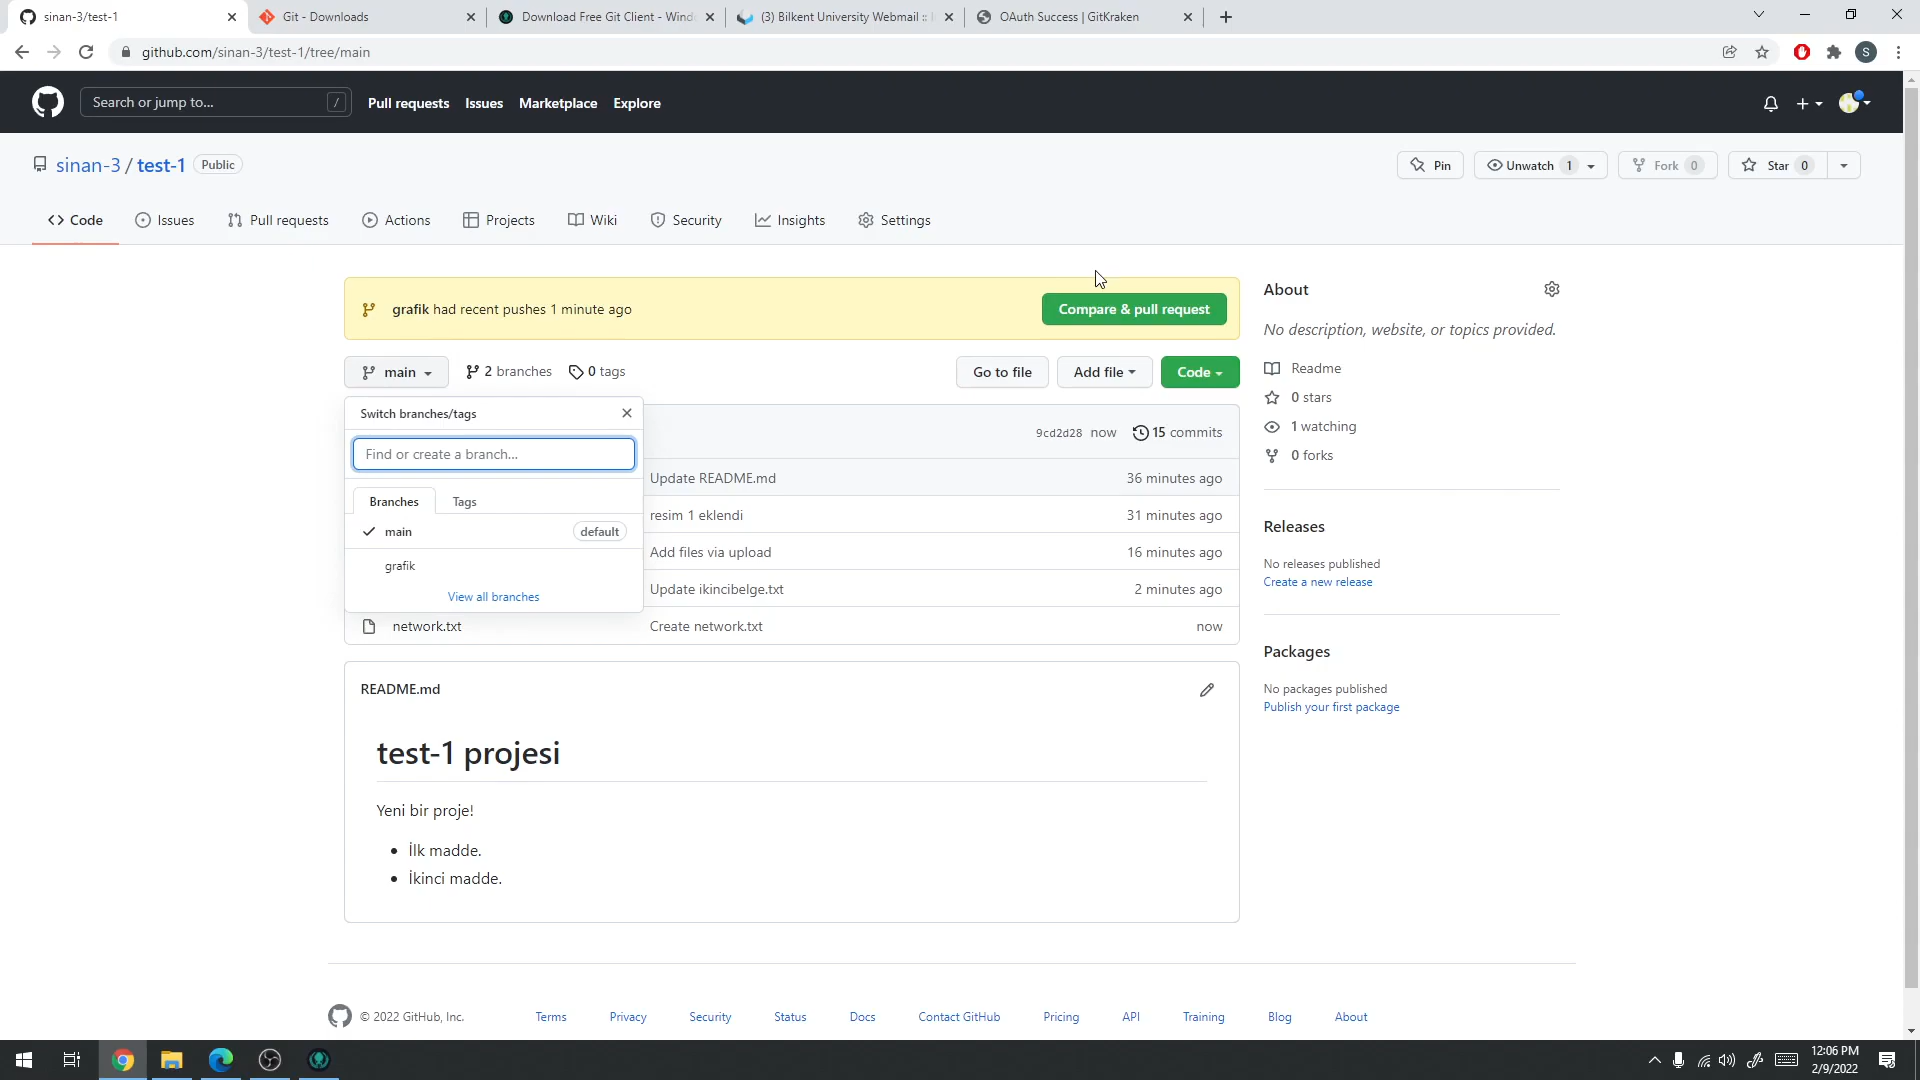 sinan-3/test-1
Git - Downloads
Download Free Git Client - Wind
(3) Bilkent University Webmail ::
OAuth Success | GitKraken
github.com/sinan-3/test-1/tree/main
S
Search or jump to... /
Pull requests Issues Marketplace Explore
sinan-3 / test-1 Public
Pin Unwatch 1 Fork 0 Star 0
Code Issues Pull requests Actions Projects Wiki Security Insights Settings
grafik had recent pushes 1 minute ago Compare & pull request
main 2 branches 0 tags Go to file Add file Code
Switch branches/tags
Find or create a branch...
Branches Tags
main default
grafik
View all branches
9cd2d28 now 15 commits
Update README.md 36 minutes ago
resim 1 eklendi 31 minutes ago
Add files via upload 16 minutes ago
Update ikincibelge.txt 2 minutes ago
network.txt Create network.txt now
README.md
test-1 projesi
Yeni bir proje!
İlk madde.
İkinci madde.
About
No description, website, or topics provided.
Readme
0 stars
1 watching
0 forks
Releases
No releases published
Create a new release
Packages
No packages published
Publish your first package
© 2022 GitHub, Inc. Terms Privacy Security Status Docs Contact GitHub Pricing API Training Blog About
12:06 PM
2/9/2022